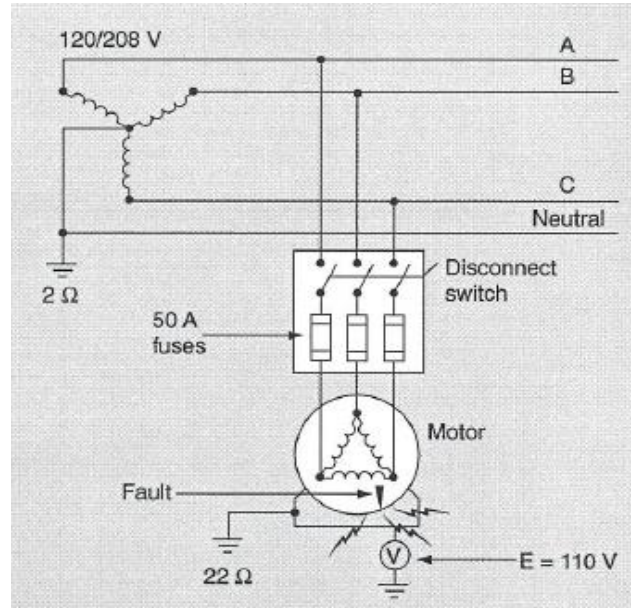 120/208 V
A
B
C
Neutral
2 Ω
Disconnect
switch
50 A
fuses
Motor
Fault
22 Ω
V
E = 110 V